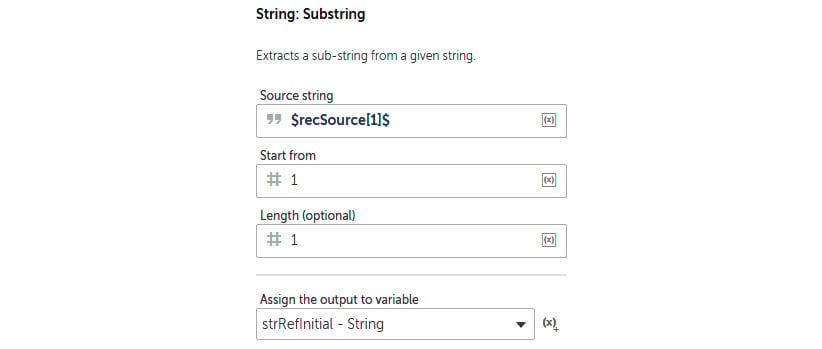 String: Substring
Extracts a sub-string from a given string.
Source string
" $recSource[1]$ (x)
Start from
# 1 (x)
Length (optional)
# 1 (x)
Assign the output to variable
strRefInitial - String (x)+